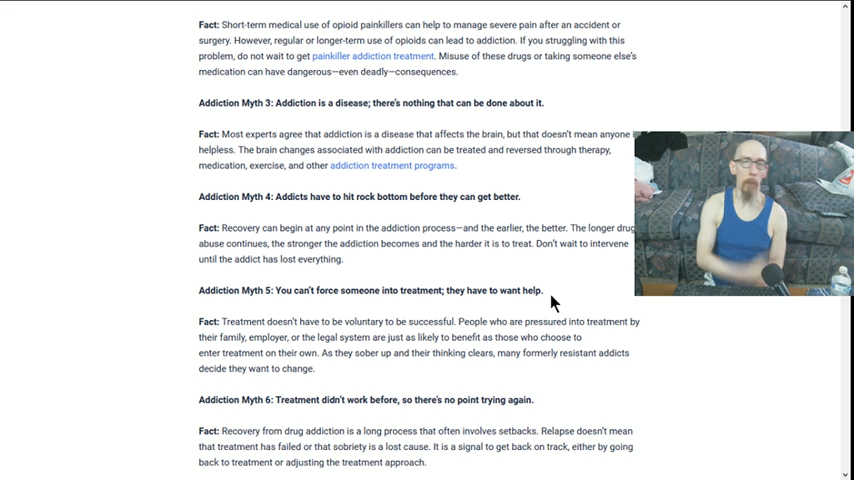 Fact: Short-term medical use of opioid painkillers can help to manage severe pain after an accident or
surgery. However, regular or longer-term use of opioids can lead to addiction. If you struggling with this
problem, do not wait to get painkiller addiction treatment. Misuse of these drugs or taking someone else's
medication can have dangerous—even deadly—consequences.
Addiction Myth 3: Addiction is a disease; there's nothing that can be done about it.
Fact: Most experts agree that addiction is a disease that affects the brain, but that doesn't mean anyone
helpless. The brain changes associated with addiction can be treated and reversed through therapy,
medication, exercise, and other addiction treatment programs.
Addiction Myth 4: Addicts have to hit rock bottom before they can get better.
Fact: Recovery can begin at any point in the addiction process—and the earlier, the better. The longer drug
abuse continues, the stronger the addiction becomes and the harder it is to treat. Don't wait to intervene
until the addict has lost everything.
Addiction Myth 5: You can't force someone into treatment; they have to want help.
Fact: Treatment doesn't have to be voluntary to be successful. People who are pressured into treatment by
their family, employer, or the legal system are just as likely to benefit as those who choose to
enter treatment on their own. As they sober up and their thinking clears, many formerly resistant addicts
decide they want to change.
Addiction Myth 6: Treatment didn't work before, so there's no point trying again.
Fact: Recovery from drug addiction is a long process that often involves setbacks. Relapse doesn't mean
that treatment has failed or that sobriety is a lost cause. It is a signal to get back on track, either by going
back to treatment or adjusting the treatment approach.